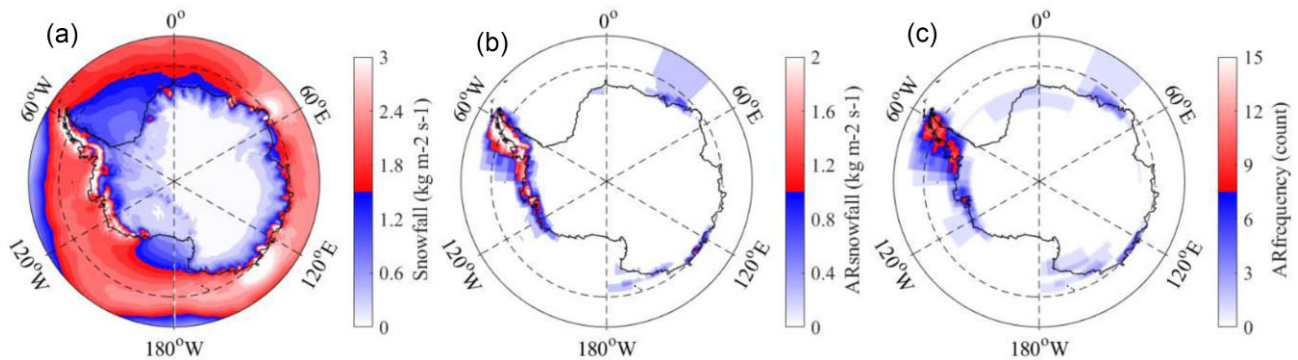 (a)
0°
60°W
60°E
120°W
120°E
180°W
3
2.4
1.8
1.2
0.6
0
Snowfall (kg m-2 s-1)
(b)
0°
60°W
60°E
120°W
120°E
180°W
2
1.6
1.2
0.8
0.4
0
ARsnowfall (kg m-2 s-1)
(c)
0°
60°W
60°E
120°W
120°E
180°W
15
12
9
6
3
0
ARfrequency (count)